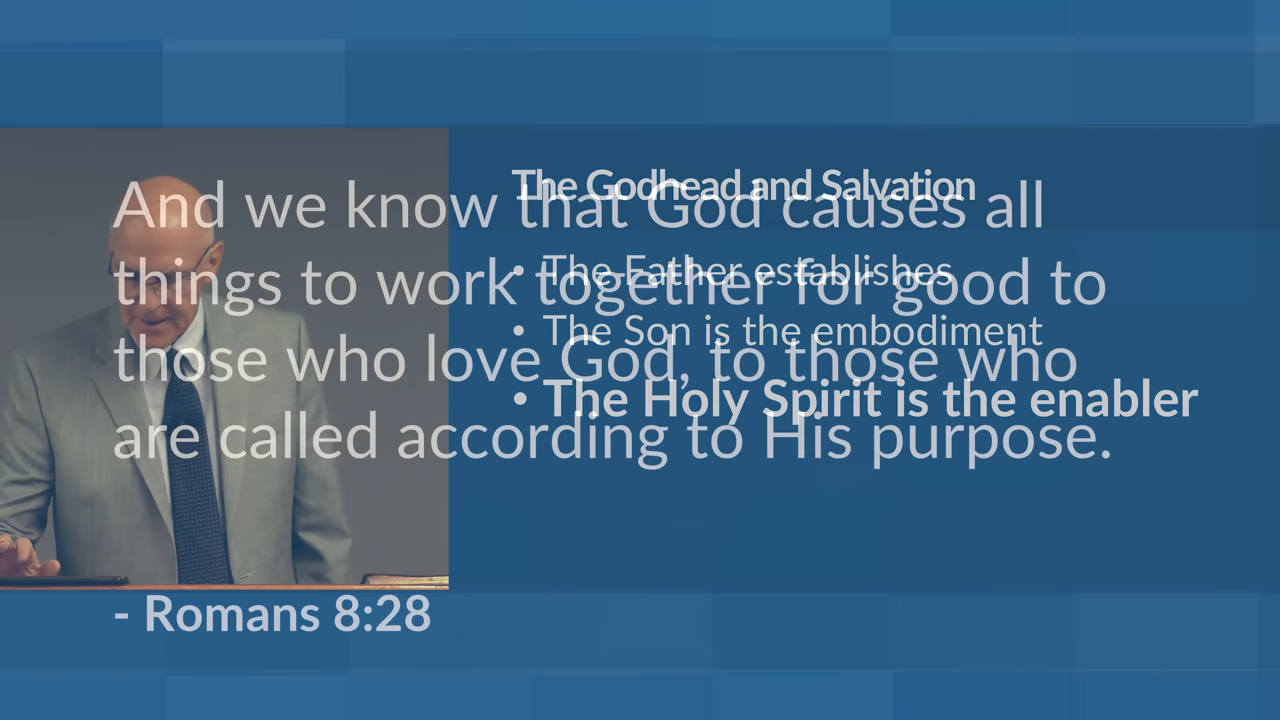 And we know that God causes all
things to work together for good to
those who love God, to those who
are called according to His purpose.
- Romans 8:28
The Godhead and Salvation
• The Father establishes
• The Son is the embodiment
• The Holy Spirit is the enabler